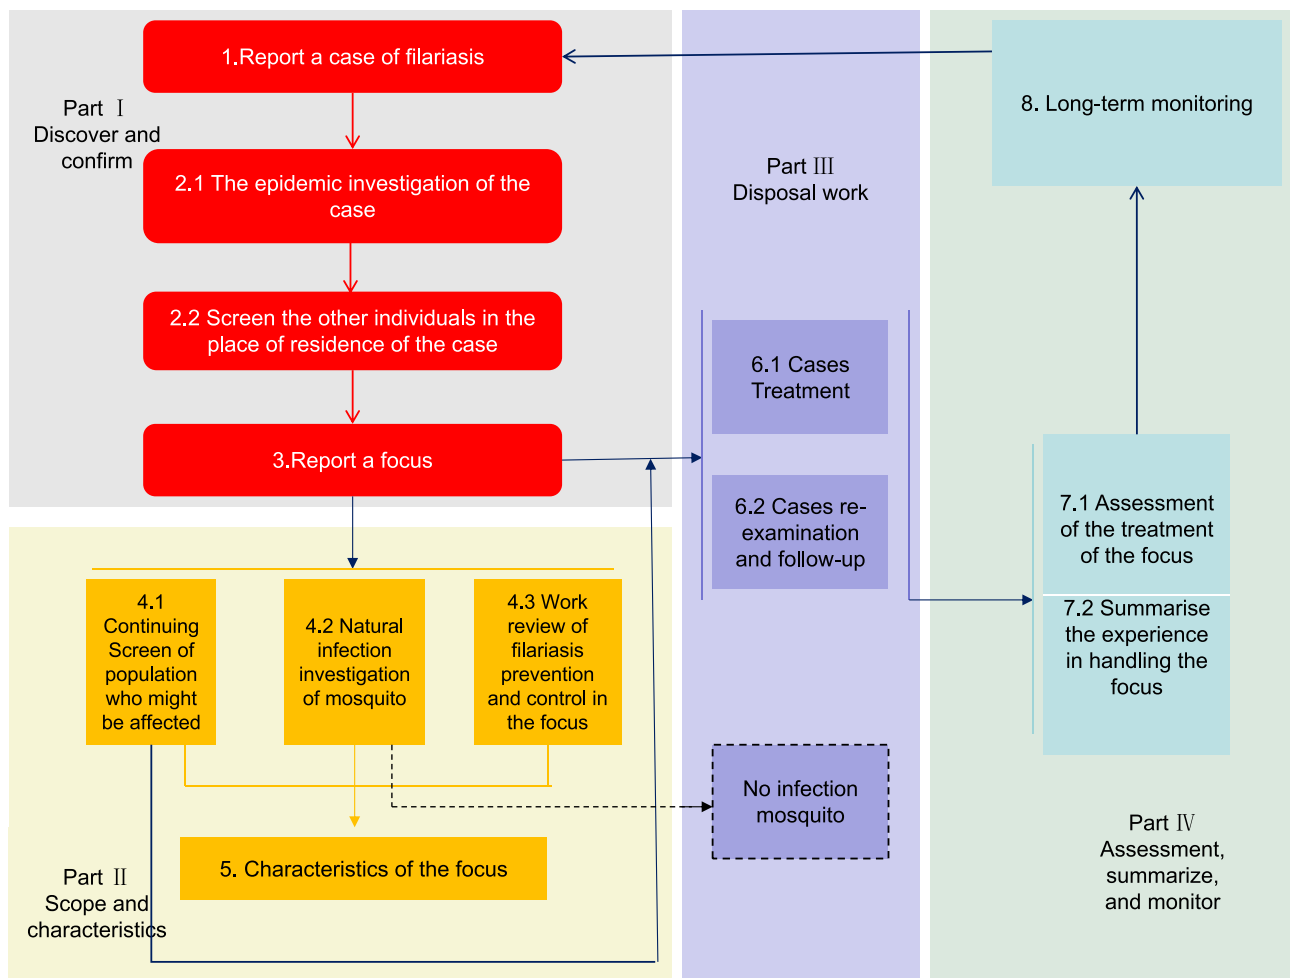 1.Report a case of filariasis
Part Ⅰ
Discover and
confirm
2.1 The epidemic investigation of the
case
2.2 Screen the other individuals in the
place of residence of the case
3.Report a focus
4.1
Continuing
Screen of
population
who might
be affected
4.2 Natural
infection
investigation
of mosquito
4.3 Work
review of
filariasis
prevention
and control in
the focus
5. Characteristics of the focus
Part Ⅱ
Scope and
characteristics
Part Ⅲ
Disposal work
6.1 Cases
Treatment
6.2 Cases re-
examination
and follow-up
No infection
mosquito
8. Long-term monitoring
7.1 Assessment
of the treatment
of the focus
7.2 Summarise
the experience
in handling the
focus
Part Ⅳ
Assessment,
summarize,
and monitor